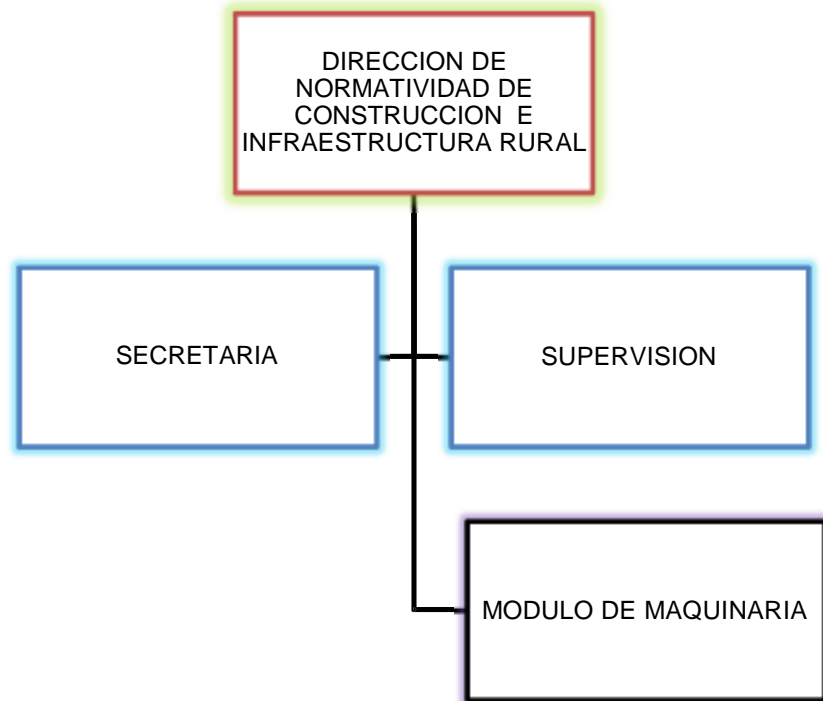 DIRECCION DE
NORMATIVIDAD DE
CONSTRUCCION E
INFRAESTRUCTURA RURAL
SECRETARIA
SUPERVISION
MODULO DE MAQUINARIA